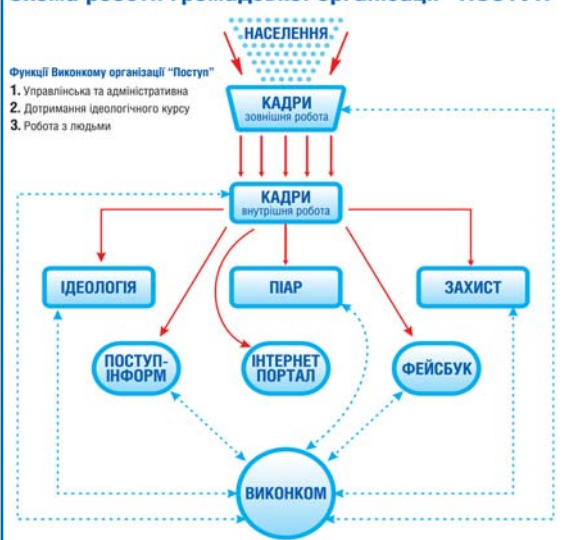 НАСЕЛЕННЯ
Функції Виконкому організації “Поступ”
1. Управлінська та адміністративна
2. Дотримання ідеологічного курсу
3. Робота з людьми
КАДРИ
зовнішня робота
КАДРИ
внутрішня робота
ІДЕОЛОГІЯ
ПІАР
ЗАХИСТ
ПОСТУП-
ІНФОРМ
ІНТЕРНЕТ
ПОРТАЛ
ФЕЙСБУК
ВИКОНКОМ